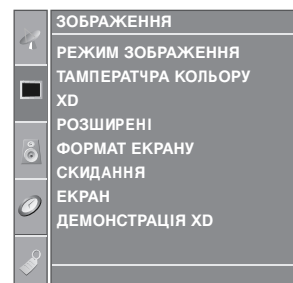 ЗОБРАЖЕННЯ
РЕЖИМ ЗОБРАЖЕННЯ
ТАМПЕРАТЧРА КОЛЬОРУ
XD
РОЗШИРЕНІ
ФОРМАТ ЕКРАНУ
СКИДАННЯ
ЕКРАН
ДЕМОНСТРАЦІЯ XD